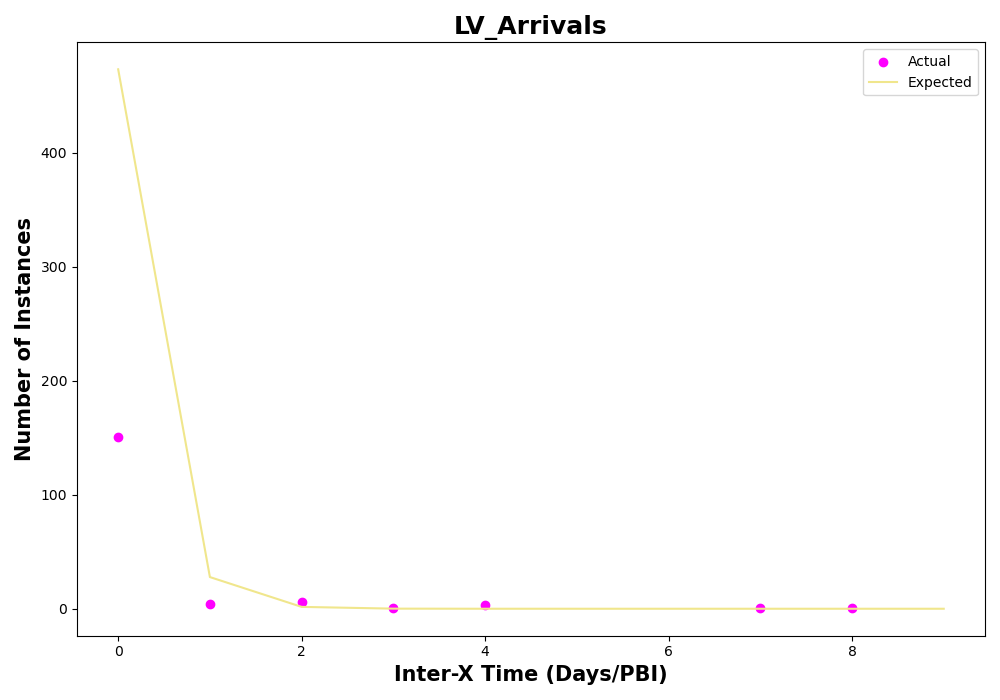 LV_Arrivals
Actual
Expected
Number of Instances
400
300
200
100
0
0 2 4 6 8
Inter-X Time (Days/PBI)